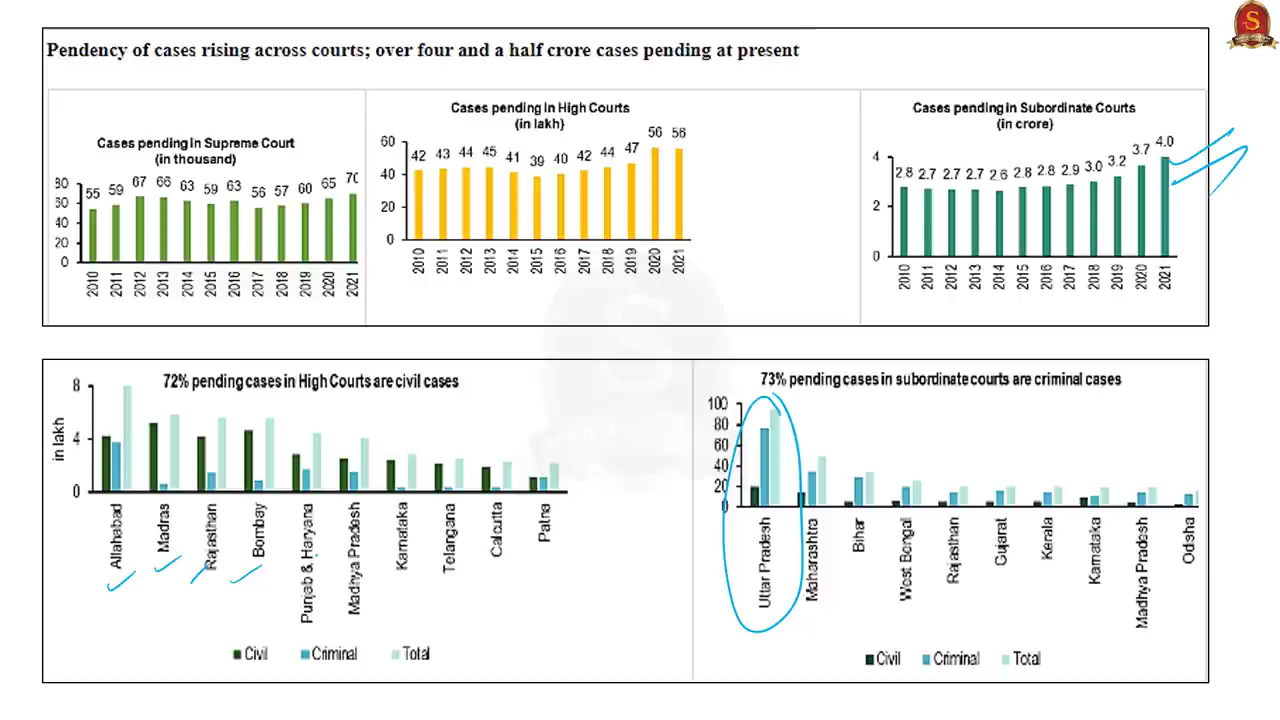 Pendency of cases rising across courts; over four and a half crore cases pending at present
Cases pending in Supreme Court
(in thousand)
80
60
40
20
0
55 59 67 66 63 59 63 56 57 60 65 70
2010 2011 2012 2013 2014 2015 2016 2017 2018 2019 2020 2021
Cases pending in High Courts
(in lakh)
60
40
20
0
42 43 44 45 41 39 40 42 44 47 56 56
2010 2011 2012 2013 2014 2015 2016 2017 2018 2019 2020 2021
Cases pending in Subordinate Courts
(in crore)
4
2
0
2.8 2.7 2.7 2.7 2.6 2.8 2.8 2.9 3.0 3.2 3.7 4.0
2010 2011 2012 2013 2014 2015 2016 2017 2018 2019 2020 2021
72% pending cases in High Courts are civil cases
in lakh
8
4
0
Allahabad
Madras
Rajasthan
Bombay
Punjab & Haryana
Madhya Pradesh
Karnataka
Telangana
Calcutta
Patna
Civil Criminal Total
73% pending cases in subordinate courts are criminal cases
100
80
60
40
20
0
Uttar Pradesh
Maharashtra
Bihar
West Bengal
Rajasthan
Gujarat
Kerala
Karnataka
Madhya Pradesh
Odisha
Civil Criminal Total